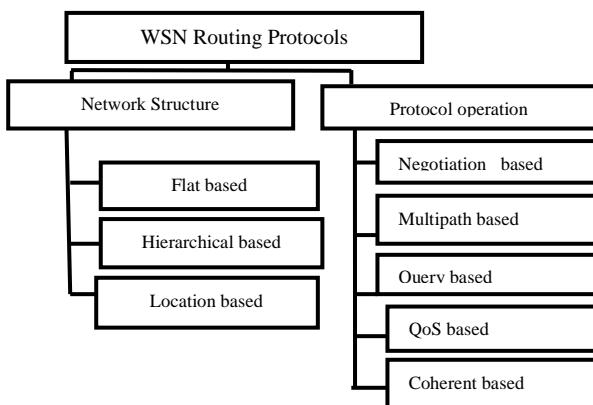 WSN Routing Protocols
Network Structure
Flat based
Hierarchical based
Location based
Protocol operation
Negotiation based
Multipath based
Query based
QoS based
Coherent based